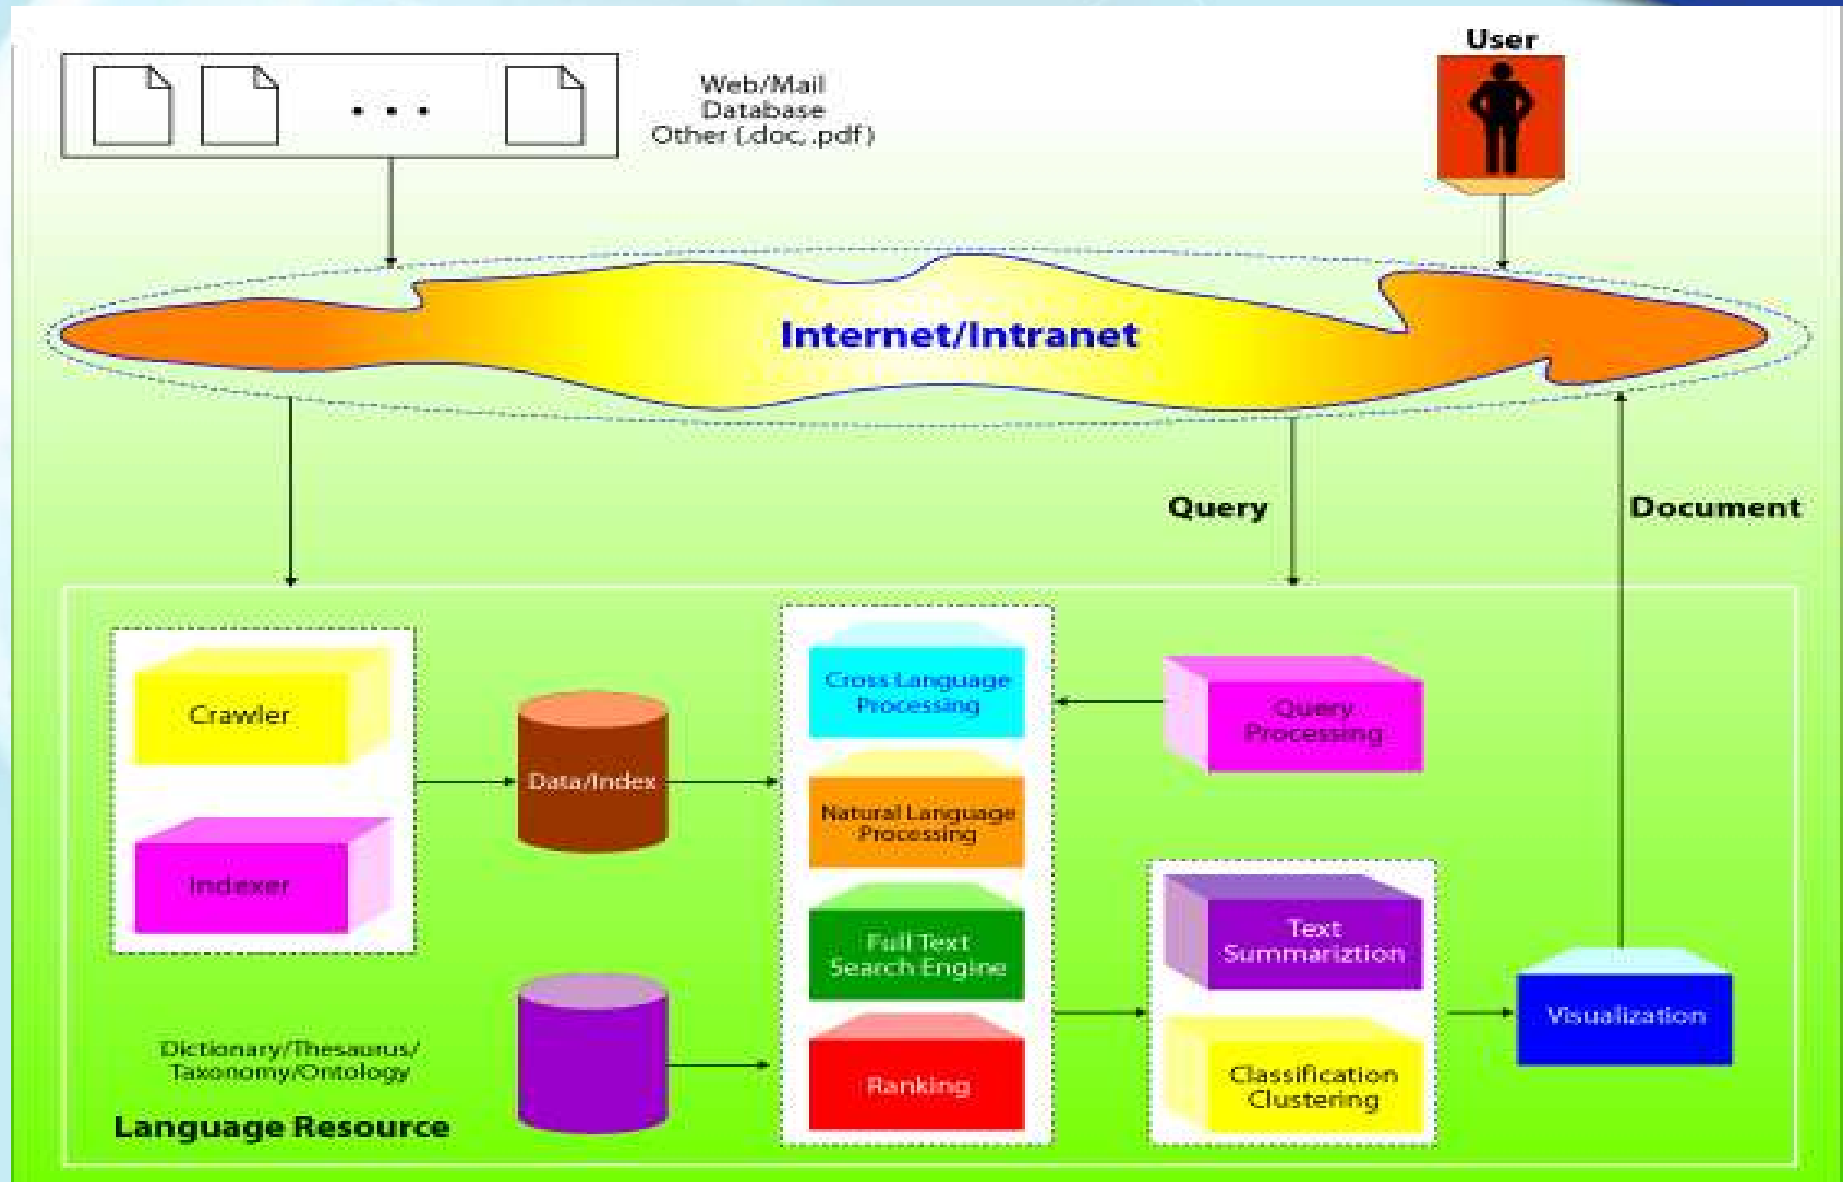 User
Web/Mail
Database
Other (.doc, .pdf)
Internet/Intranet
Query
Document
Crawler
Indexer
Data/Index
Cross Language
Processing
Natural Language
Processing
Full Text
Search Engine
Ranking
Query
Processing
Text
Summariztion
Classification
Clustering
Visualization
Dictionary/Thesaurus/
Taxonomy/Ontology
Language Resource